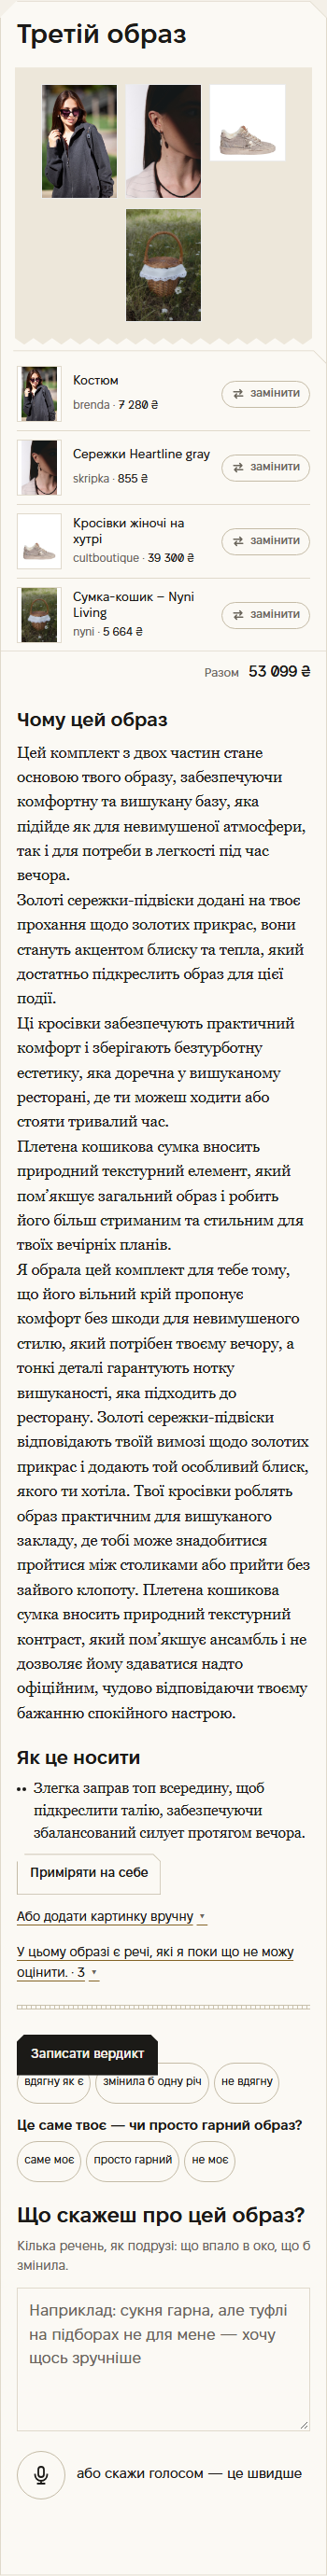 Третій образ
Костюм
brenda · 7 280 ₴
замінити
Сережки Heartline gray
skripka · 855 ₴
замінити
Кросівки жіночі на
хутрі
cultboutique · 39 300 ₴
замінити
Сумка-кошик – Nyni
Living
nyni · 5 664 ₴
замінити
Разом 53 099 ₴
Чому цей образ
Цей комплект з двох частин стане
основою твого образу, забезпечуючи
комфортну та вишукану базу, яка
підійде як для невимушеної атмосфери,
так і для потреби в легкості під час
вечора.
Золоті сережки-підвіски додані на твоє
прохання щодо золотих прикрас, вони
стануть акцентом блиску та тепла, який
достатньо підкреслить образ для цієї
події.
Ці кросівки забезпечують практичний
комфорт і зберігають безтурботну
естетику, яка доречна у вишуканому
ресторані, де ти можеш ходити або
стояти тривалий час.
Плетена кошикова сумка вносить
природний текстурний елемент, який
пом’якшує загальний образ і робить
його більш стриманим та стильним для
твоїх вечірніх планів.
Я обрала цей комплект для тебе тому,
що його вільний крій пропонує
комфорт без шкоди для невимушеного
стилю, який потрібен твоєму вечору, а
тонкі деталі гарантують нотку
вишуканості, яка підходить до
ресторану. Золоті сережки-підвіски
відповідають твоїй вимозі щодо золотих
прикрас і додають той особливий блиск,
якого ти хотіла. Твої кросівки роблять
образ практичним для вишуканого
закладу, де тобі може знадобитися
пройтися між столиками або прийти без
зайвого клопоту. Плетена кошикова
сумка вносить природний текстурний
контраст, який пом’якшує ансамбль і не
дозволяє йому здаватися надто
офіційним, чудово відповідаючи твоєму
бажанню спокійного настрою.
Як це носити
Злегка заправ топ всередину, щоб
підкреслити талію, забезпечуючи
збалансований силует протягом вечора.
Приміряти на себе
Або додати картинку вручну
У цьому образі є речі, які я поки що не можу
оцінити. · 3
Записати вердикт
вдягну як є
змінила б одну річ
не вдягну
Це саме твоє — чи просто гарний образ?
саме моє
просто гарний
не моє
Що скажеш про цей образ?
Кілька речень, як подрузі: що впало в око, що б
змінила.
Наприклад: сукня гарна, але туфлі
на підборах не для мене — хочу
щось зручніше
або скажи голосом — це швидше